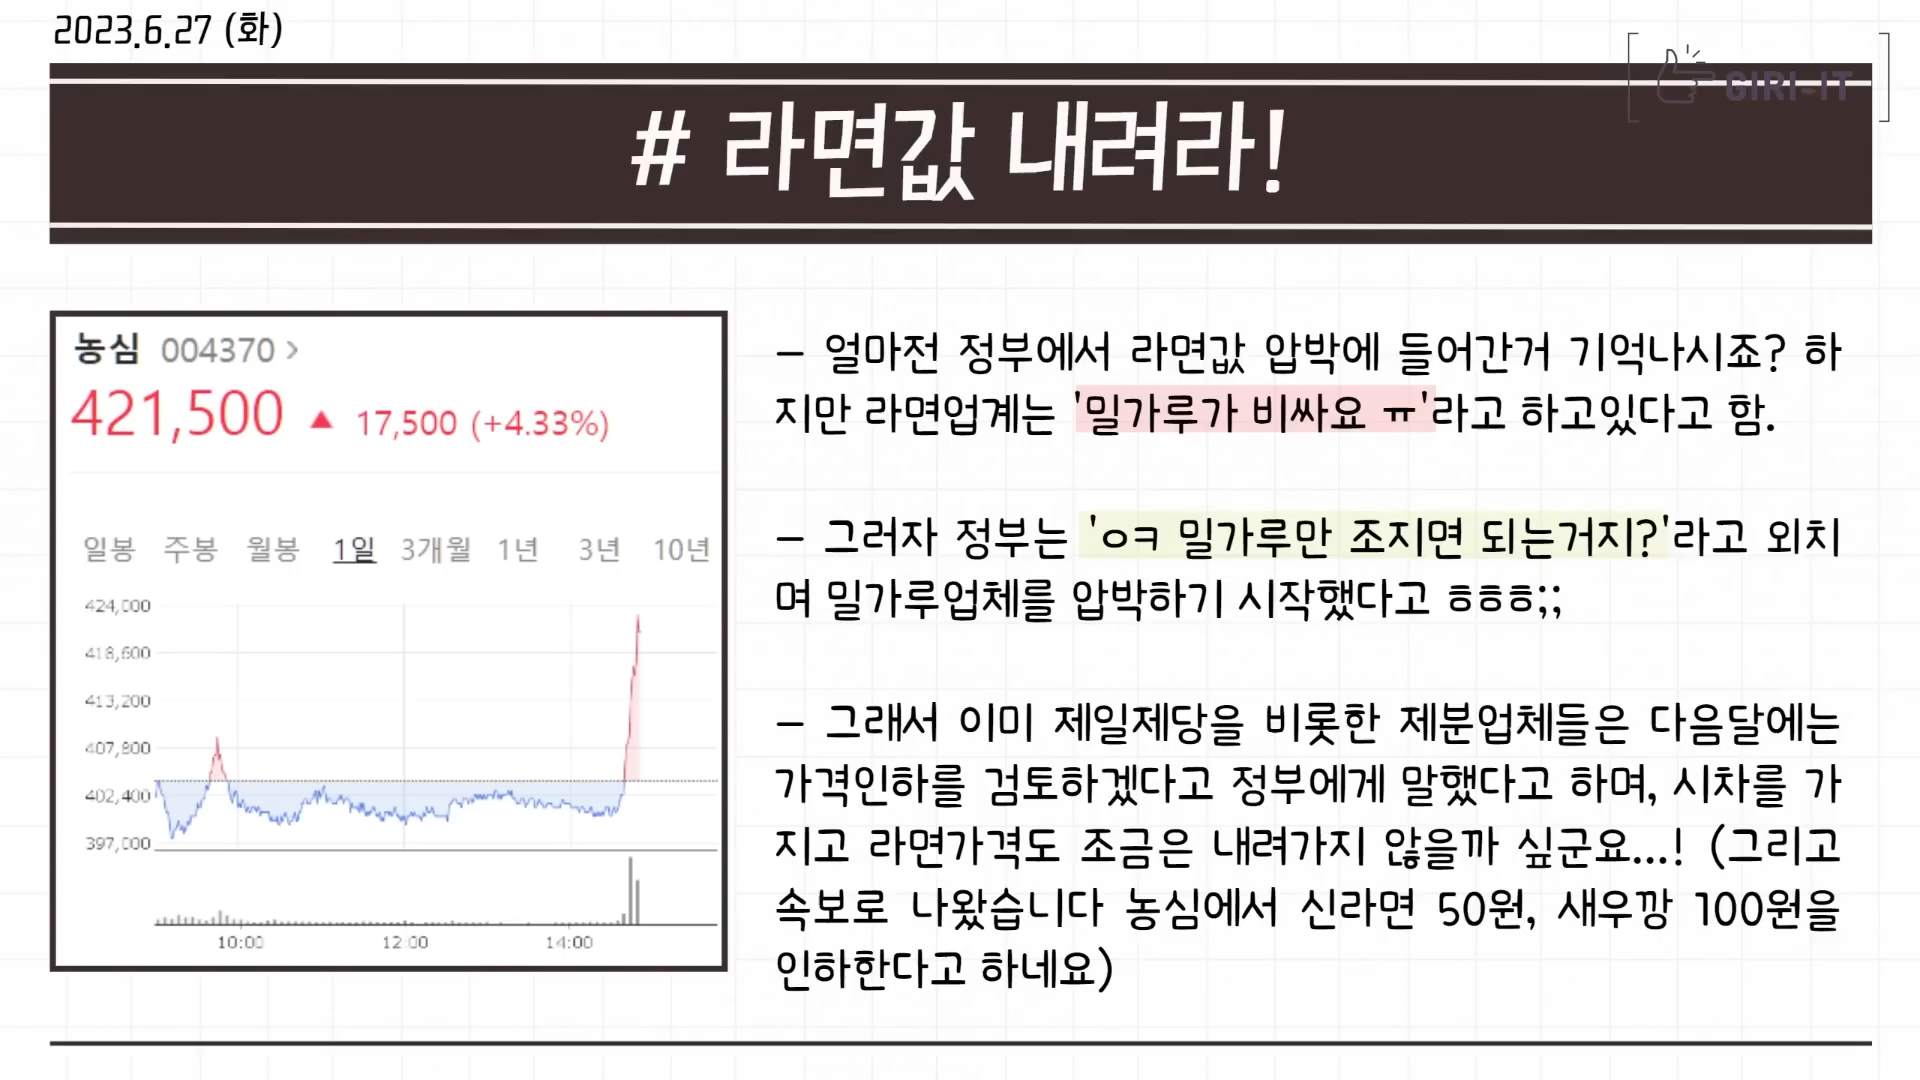 2023.6.27 (화)
GIRI-IT
# 라면값 내려라!
농심 004370 >
421,500 ▲ 17,500 (+4.33%)
일봉 주봉 월봉 1일 3개월 1년 3년 10년
424,000
418,600
413,200
407,800
402,400
397,000
10:00 12:00 14:00
– 얼마전 정부에서 라면값 압박에 들어간거 기억나시죠? 하
지만 라면업계는 '밀가루가 비싸요 ㅠ'라고 하고있다고 함.
– 그러자 정부는 'ㅇㅋ 밀가루만 조지면 되는거지?'라고 외치
며 밀가루업체를 압박하기 시작했다고 ㅎㅎㅎ;;
– 그래서 이미 제일제당을 비롯한 제분업체들은 다음달에는
가격인하를 검토하겠다고 정부에게 말했다고 하며, 시차를 가
지고 라면가격도 조금은 내려가지 않을까 싶군요...! (그리고
속보로 나왔습니다 농심에서 신라면 50원, 새우깡 100원을
인하한다고 하네요)